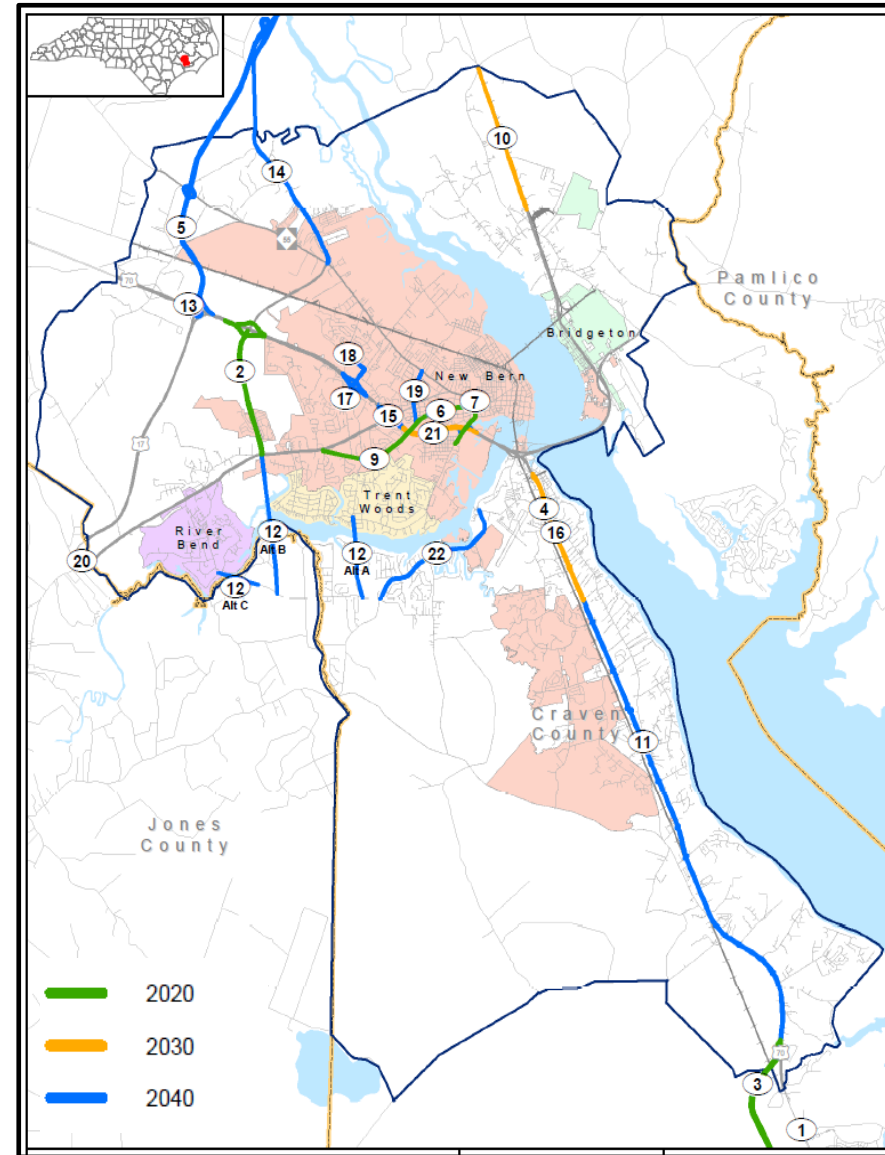 10
14
55
5
70
Pamlico
County
13
Bridgeton
18
2
New Bern
17
19
7
15
6
21
17
9
Trent
Woods
River
Bend
4
12
Alt B
16
20
12
Alt A
22
12
Alt C
Craven
County
11
Jones
County
2020
2030
70
2040
3
1